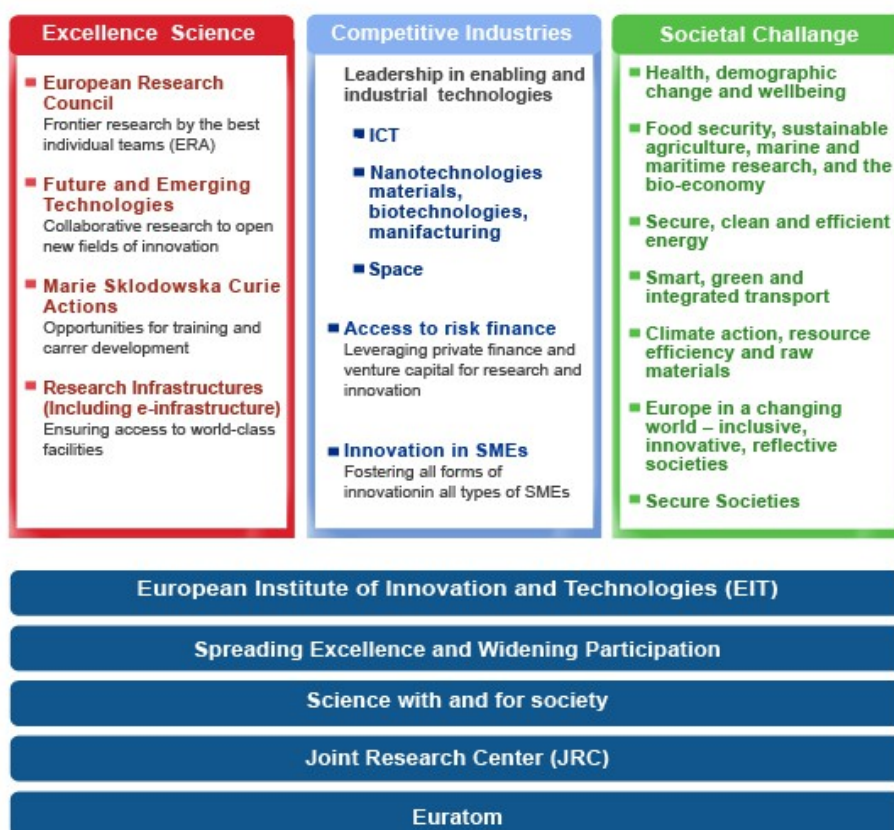 Excellence Science
European Research
Council
Frontier research by the best
individual teams (ERA)
Future and Emerging
Technologies
Collaborative research to open
new fields of innovation
Marie Sklodowska Curie
Actions
Opportunities for training and
carrer development
Research Infrastructures
(Including e-infrastructure)
Ensuring access to world-class
facilities
Competitive Industries
Leadership in enabling and
industrial technologies
ICT
Nanotechnologies
materials,
biotechnologies,
manifacturing
Space
Access to risk finance
Leveraging private finance and
venture capital for research and
innovation
Innovation in SMEs
Fostering all forms of
innovationin all types of SMEs
Societal Challange
Health, demographic
change and wellbeing
Food security, sustainable
agriculture, marine and
maritime research, and the
bio-economy
Secure, clean and efficient
energy
Smart, green and
integrated transport
Climate action, resource
efficiency and raw
materials
Europe in a changing
world – inclusive,
innovative, reflective
societies
Secure Societies
European Institute of Innovation and Technologies (EIT)
Spreading Excellence and Widening Participation
Science with and for society
Joint Research Center (JRC)
Euratom